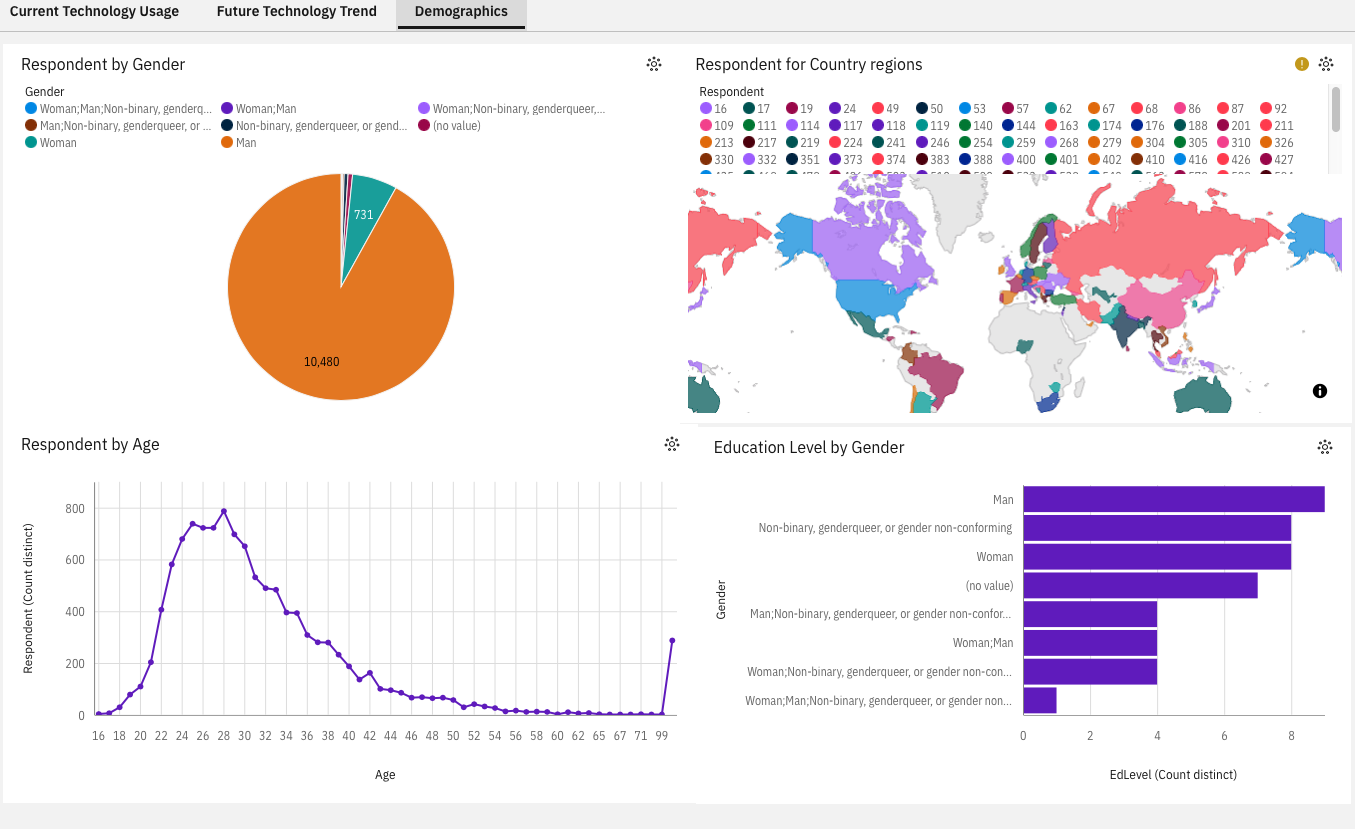 Current Technology Usage Future Technology Trend Demographics
Respondent by Gender
Gender
Woman;Man;Non-binary, genderq... Woman;Man Woman;Non-binary, genderqueer,...
Man;Non-binary, genderqueer, or ... Non-binary, genderqueer, or gend... (no value)
Woman Man
731
10,480
Respondent for Country regions
Respondent
16 17 19 24 49 50 53 57 62 67 68 86 87 92
109 111 114 117 118 119 140 144 163 174 176 188 201 211
213 217 219 224 241 246 254 259 268 279 304 305 310 326
330 332 351 373 374 383 388 400 401 402 410 416 426 427
Respondent by Age
Respondent (Count distinct)
800
600
400
200
0
16 18 20 22 24 26 28 30 32 34 36 38 40 42 44 46 48 50 52 54 56 58 60 62 65 67 71 99
Age
Education Level by Gender
Gender
Man
Non-binary, genderqueer, or gender non-conforming
Woman
(no value)
Man;Non-binary, genderqueer, or gender non-confor...
Woman;Man
Woman;Non-binary, genderqueer, or gender non-con...
Woman;Man;Non-binary, genderqueer, or gender non...
0 2 4 6 8
EdLevel (Count distinct)